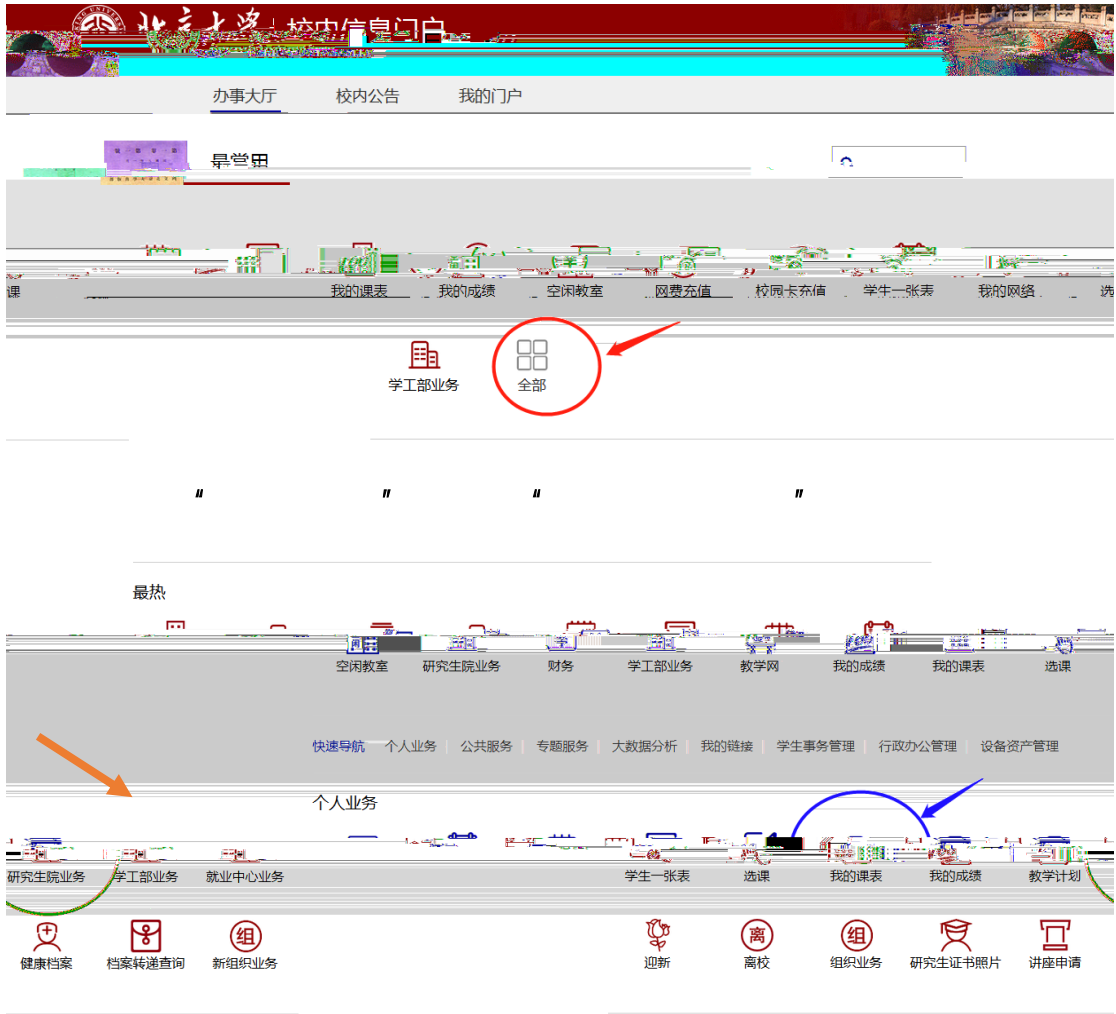 北京大学 校内信息门户
办事大厅 校内公告 我的门户
最常用
课 我的课表 我的成绩 空闲教室 网费充值 校园卡充值 学生一张表 我的网络 选
学工部业务 全部
“ ” “ ”
最热
空闲教室 研究生院业务 财务 学工部业务 教学网 我的成绩 我的课表 选课
快速导航 个人业务 | 公共服务 | 专题服务 | 大数据分析 | 我的链接 | 学生事务管理 | 行政办公管理 | 设备资产管理
个人业务
研究生院业务 学工部业务 就业中心业务 学生一张表 选课 我的课表 我的成绩 教学计划
组 离 组
健康档案 档案转递查询 新组织业务 迎新 离校 组织业务 研究生证书照片 讲座申请